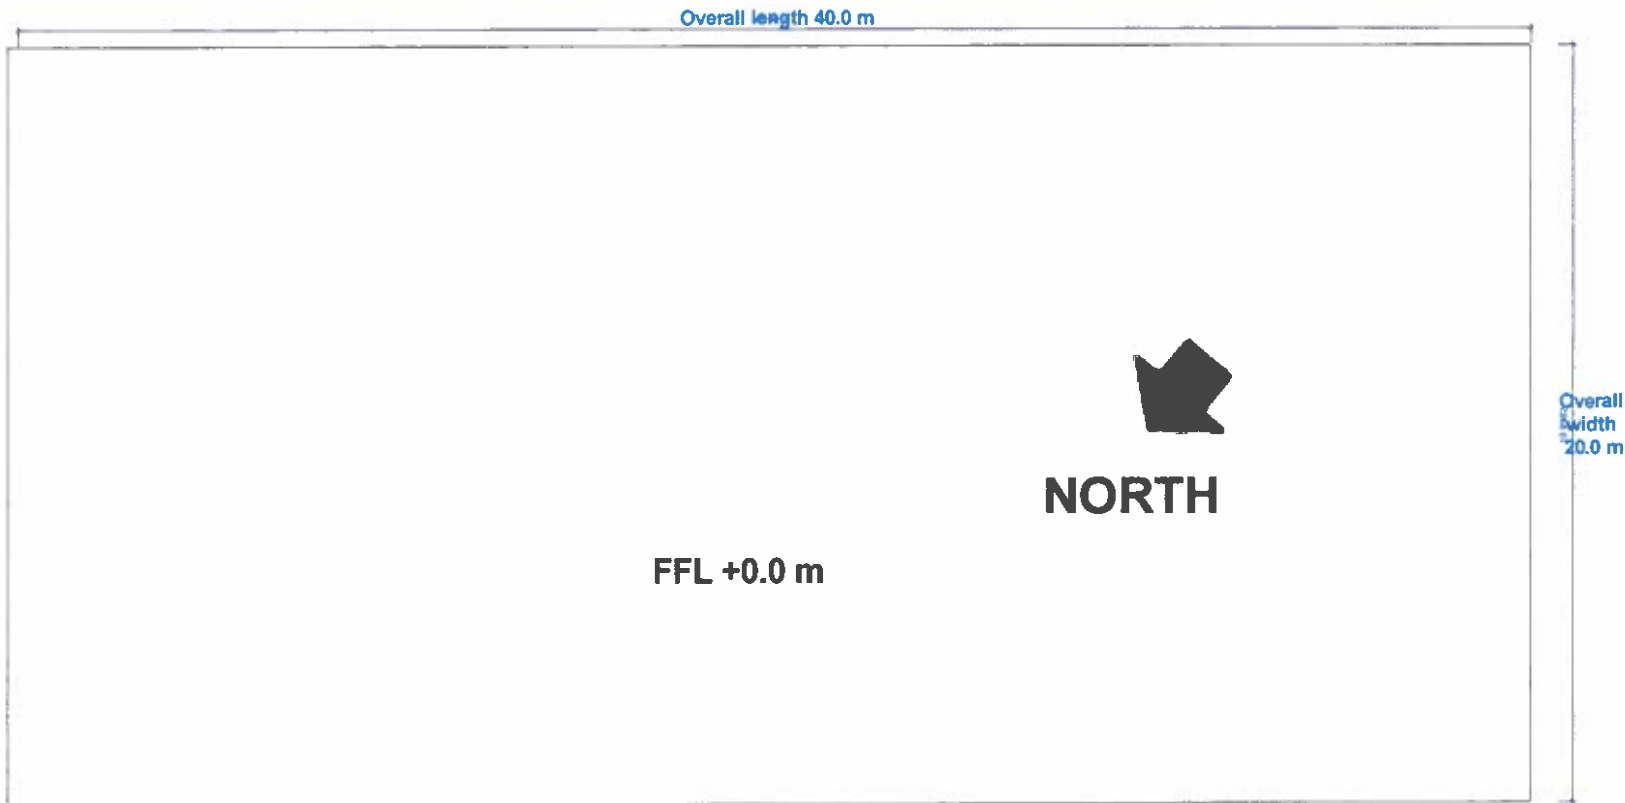 Overall length 40.0 m
Overall
width
20.0 m
NORTH
FFL +0.0 m